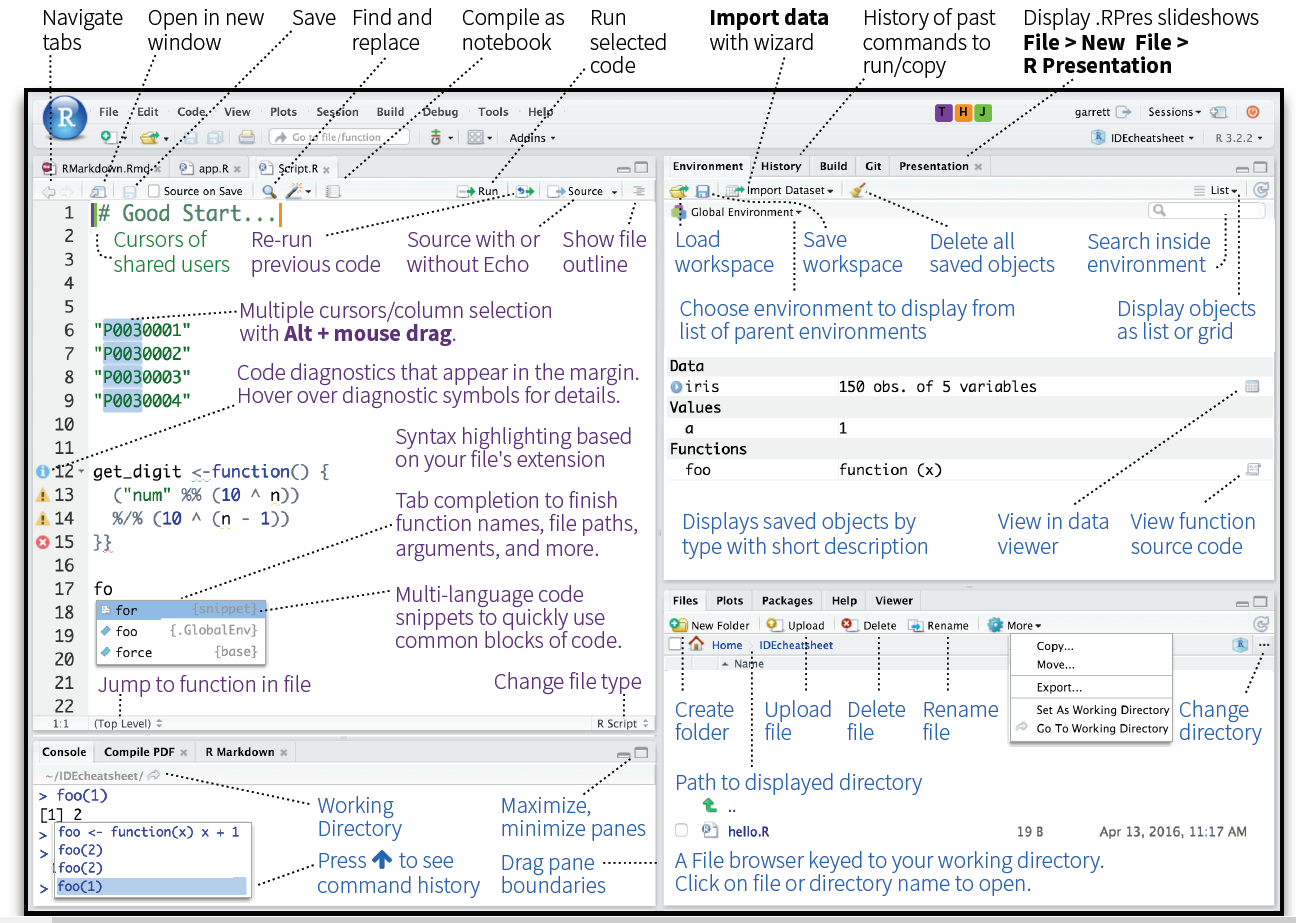 Navigate tabs
Open in new window
Save
Find and replace
Compile as notebook
Run selected code
Import data with wizard
History of past commands to run/copy
Display .RPres slideshows
File > New File >
R Presentation
R
File Edit Code View Plots Session Build Debug Tools Help
T H J
garrett Sessions
Go to file/function
Addins
IDEcheatsheet
R 3.2.2
RMarkdown.Rmd
app.R
Script.R
Source on Save
Run
Source
1 # Good Start...
2
3
4
5
6 "P0030001"
7 "P0030002"
8 "P0030003"
9 "P0030004"
10
11
12 get_digit <-function() {
13 ("num" %% (10 ^ n))
14 %/% (10 ^ (n - 1))
15 }}
16
17 fo
18
19
20
21
22
for {snippet}
foo {.GlobalEnv}
force {base}
1:1 (Top Level)
R Script
Cursors of shared users
Re-run previous code
Source with or without Echo
Show file outline
Multiple cursors/column selection
with Alt + mouse drag.
Code diagnostics that appear in the margin.
Hover over diagnostic symbols for details.
Syntax highlighting based
on your file's extension
Tab completion to finish
function names, file paths,
arguments, and more.
Multi-language code
snippets to quickly use
common blocks of code.
Jump to function in file
Change file type
Console Compile PDF R Markdown
~/IDEcheatsheet/
> foo(1)
[1] 2
>
>
>
foo <- function(x) x + 1
foo(2)
foo(2)
foo(1)
Working Directory
Press to see
command history
Maximize,
minimize panes
Drag pane
boundaries
Environment History Build Git Presentation
Import Dataset
List
Global Environment
Load workspace
Save workspace
Delete all saved objects
Search inside environment
Choose environment to display from
list of parent environments
Display objects
as list or grid
Data
iris 150 obs. of 5 variables
Values
a 1
Functions
foo function (x)
Displays saved objects by
type with short description
View in data viewer
View function source code
Files Plots Packages Help Viewer
New Folder Upload Delete Rename More
Home IDEcheatsheet
...
Name
Copy...
Move...
Export...
Set As Working Directory
Go To Working Directory
Create folder
Upload file
Delete file
Rename file
Change directory
Path to displayed directory
..
hello.R 19 B Apr 13, 2016, 11:17 AM
A File browser keyed to your working directory.
Click on file or directory name to open.